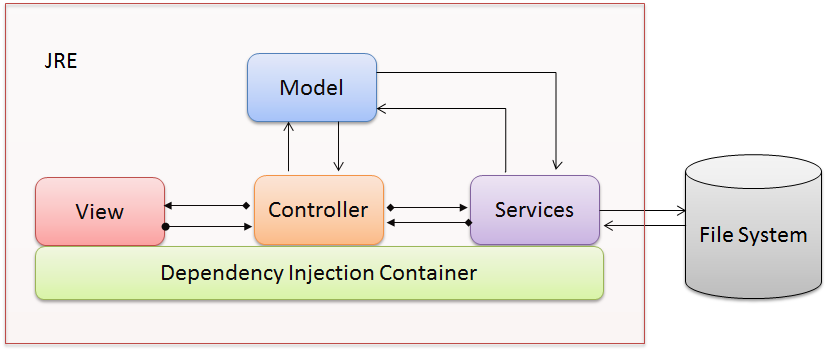 JRE
Model
View
Controller
Services
File System
Dependency Injection Container